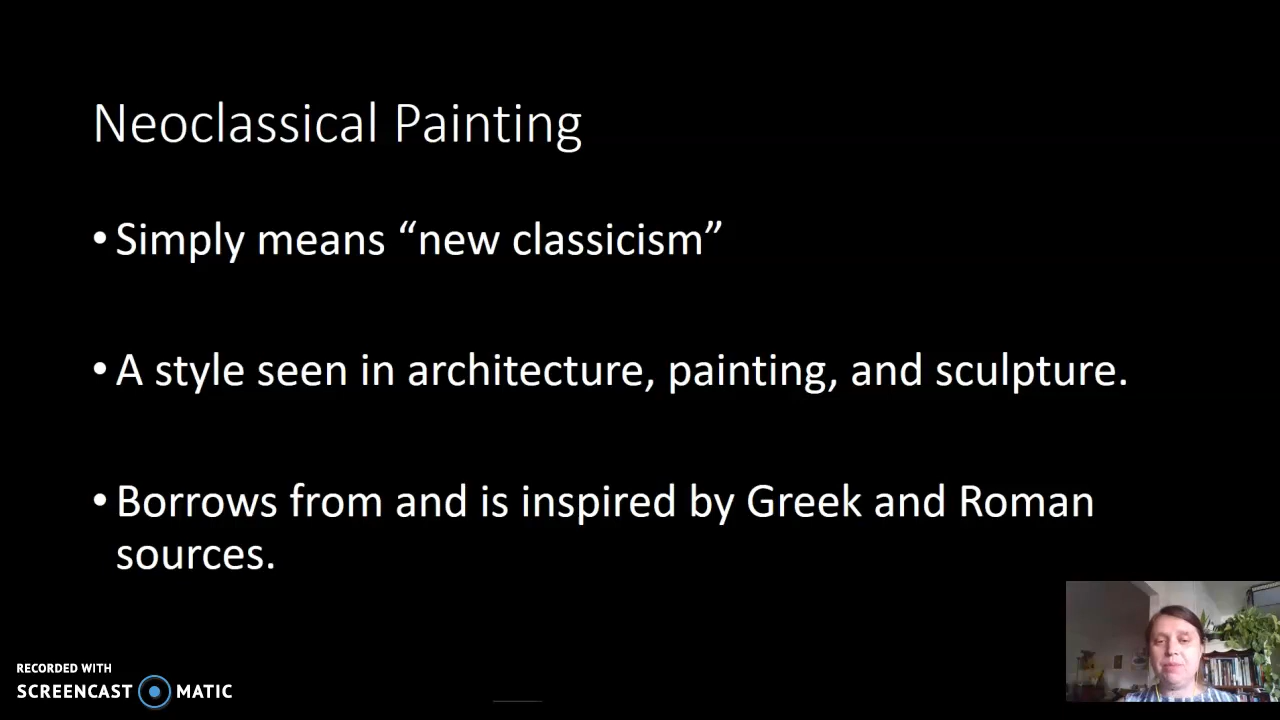 Neoclassical Painting
• Simply means “new classicism”
• A style seen in architecture, painting, and sculpture.
• Borrows from and is inspired by Greek and Roman
sources.
RECORDED WITH
SCREENCAST MATIC